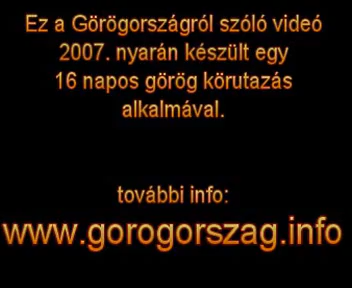 Ez a Görögországról szóló videó
2007. nyarán készült egy
16 napos görög körutazás
alkalmával.
további info:
www.gorogorszag.info